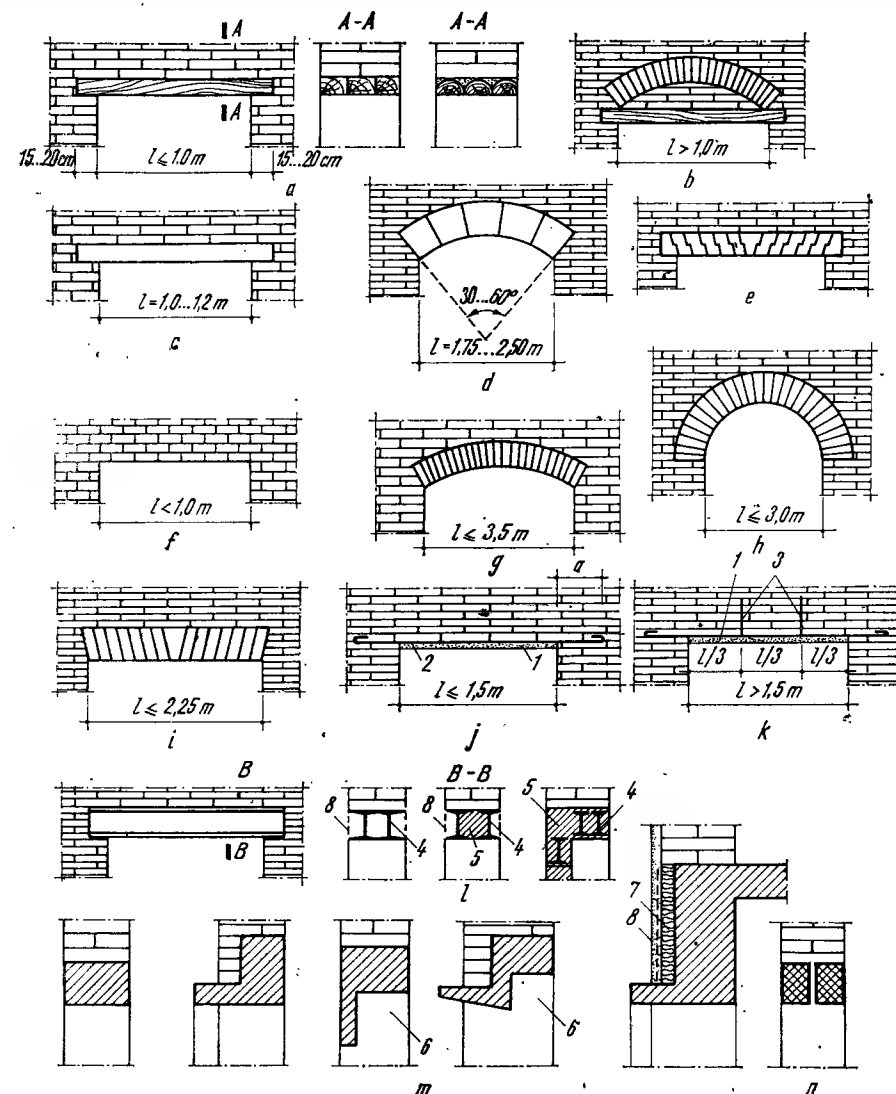 A
A-A
A-A
A
15...20cm
l ≤ 1,0 m
15...20cm
a
l > 1,0 m
b
l = 1,0...1,2 m
c
30...60°
l = 1,75...2,50 m
d
e
l < 1,0 m
f
l ≤ 3,5 m
g
l ≤ 3,0 m
h
l ≤ 2,25 m
i
a
2
1
l ≤ 1,5 m
j
1
3
l/3
l/3
l/3
l > 1,5 m
k
B
B
B-B
8
4
8
5
4
5
4
l
7
8
6
6
m
n